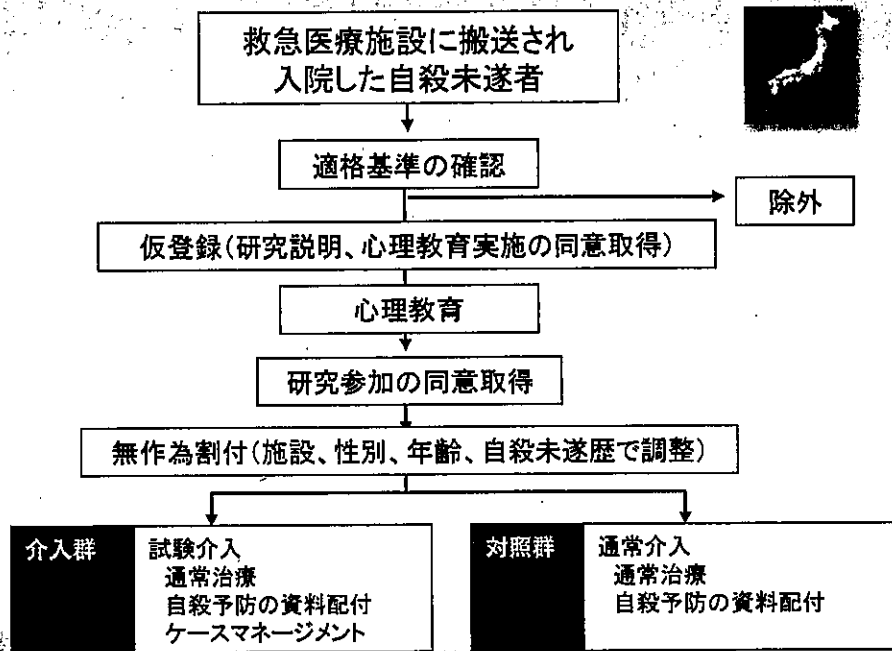 救急医療施設に搬送され
入院した自殺未遂者
適格基準の確認
除外
仮登録(研究説明、心理教育実施の同意取得)
心理教育
研究参加の同意取得
無作為割付(施設、性別、年齢、自殺未遂歴で調整)
介入群
試験介入
通常治療
自殺予防の資料配付
ケースマネージメント
対照群
通常介入
通常治療
自殺予防の資料配付